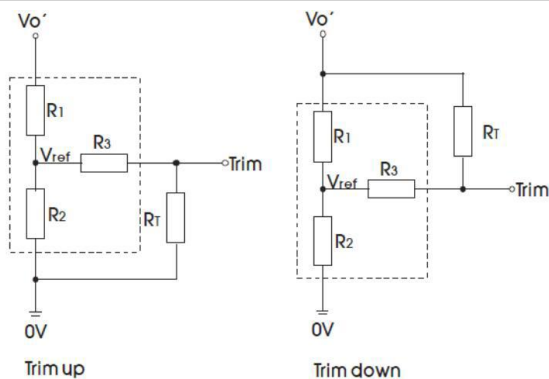 Vo´
R1
Vref
R3
Trim
R2
RT
0V
Trim up
Vo´
R1
RT
Vref
R3
Trim
R2
0V
Trim down